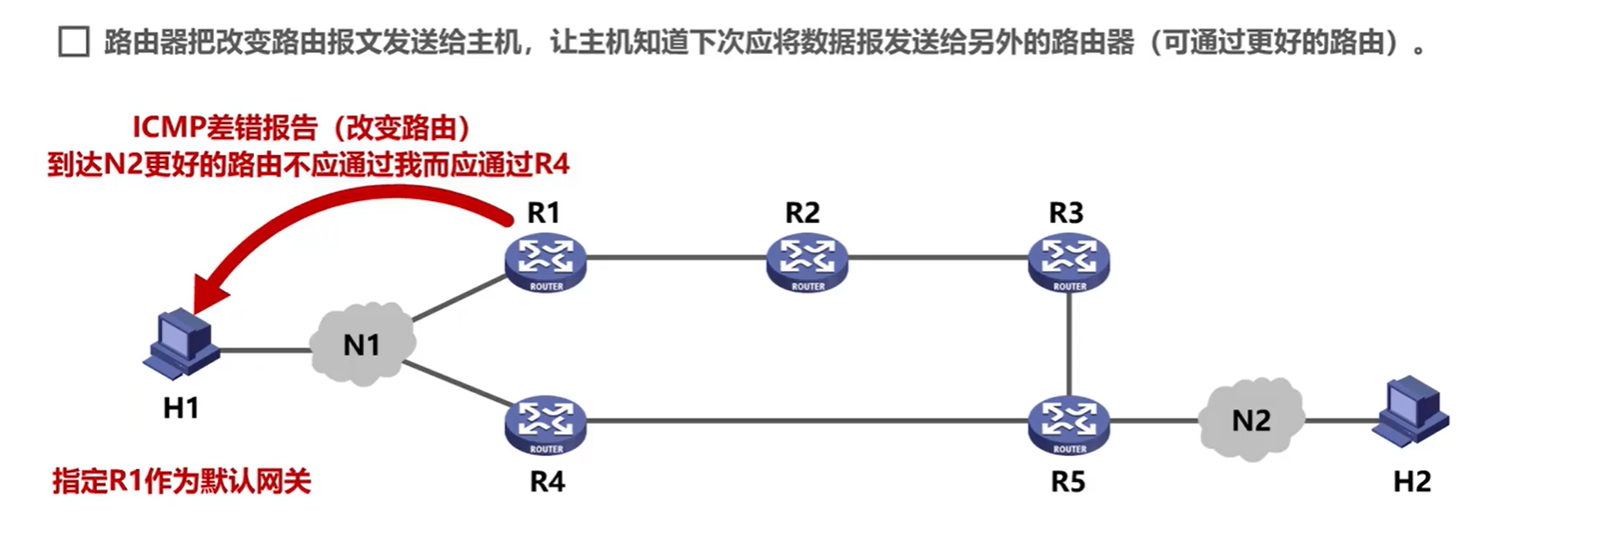 路由器把改变路由报文发送给主机，让主机知道下次应将数据报发送给另外的路由器（可通过更好的路由）。
ICMP差错报告（改变路由）
到达N2更好的路由不应通过我而应通过R4
R1
R2
R3
ROUTER
ROUTER
ROUTER
N1
H1
ROUTER
ROUTER
N2
指定R1作为默认网关
R4
R5
H2